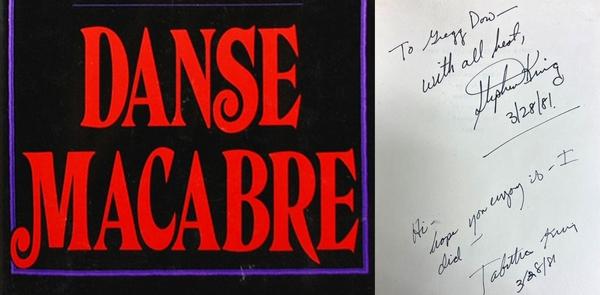 DANSE
MACABRE
To Gregg Dow—
with all best,
Stephen King
3/28/81.
Hi—
hope you enjoy it - I
did —
Tabitha King
3/28/81